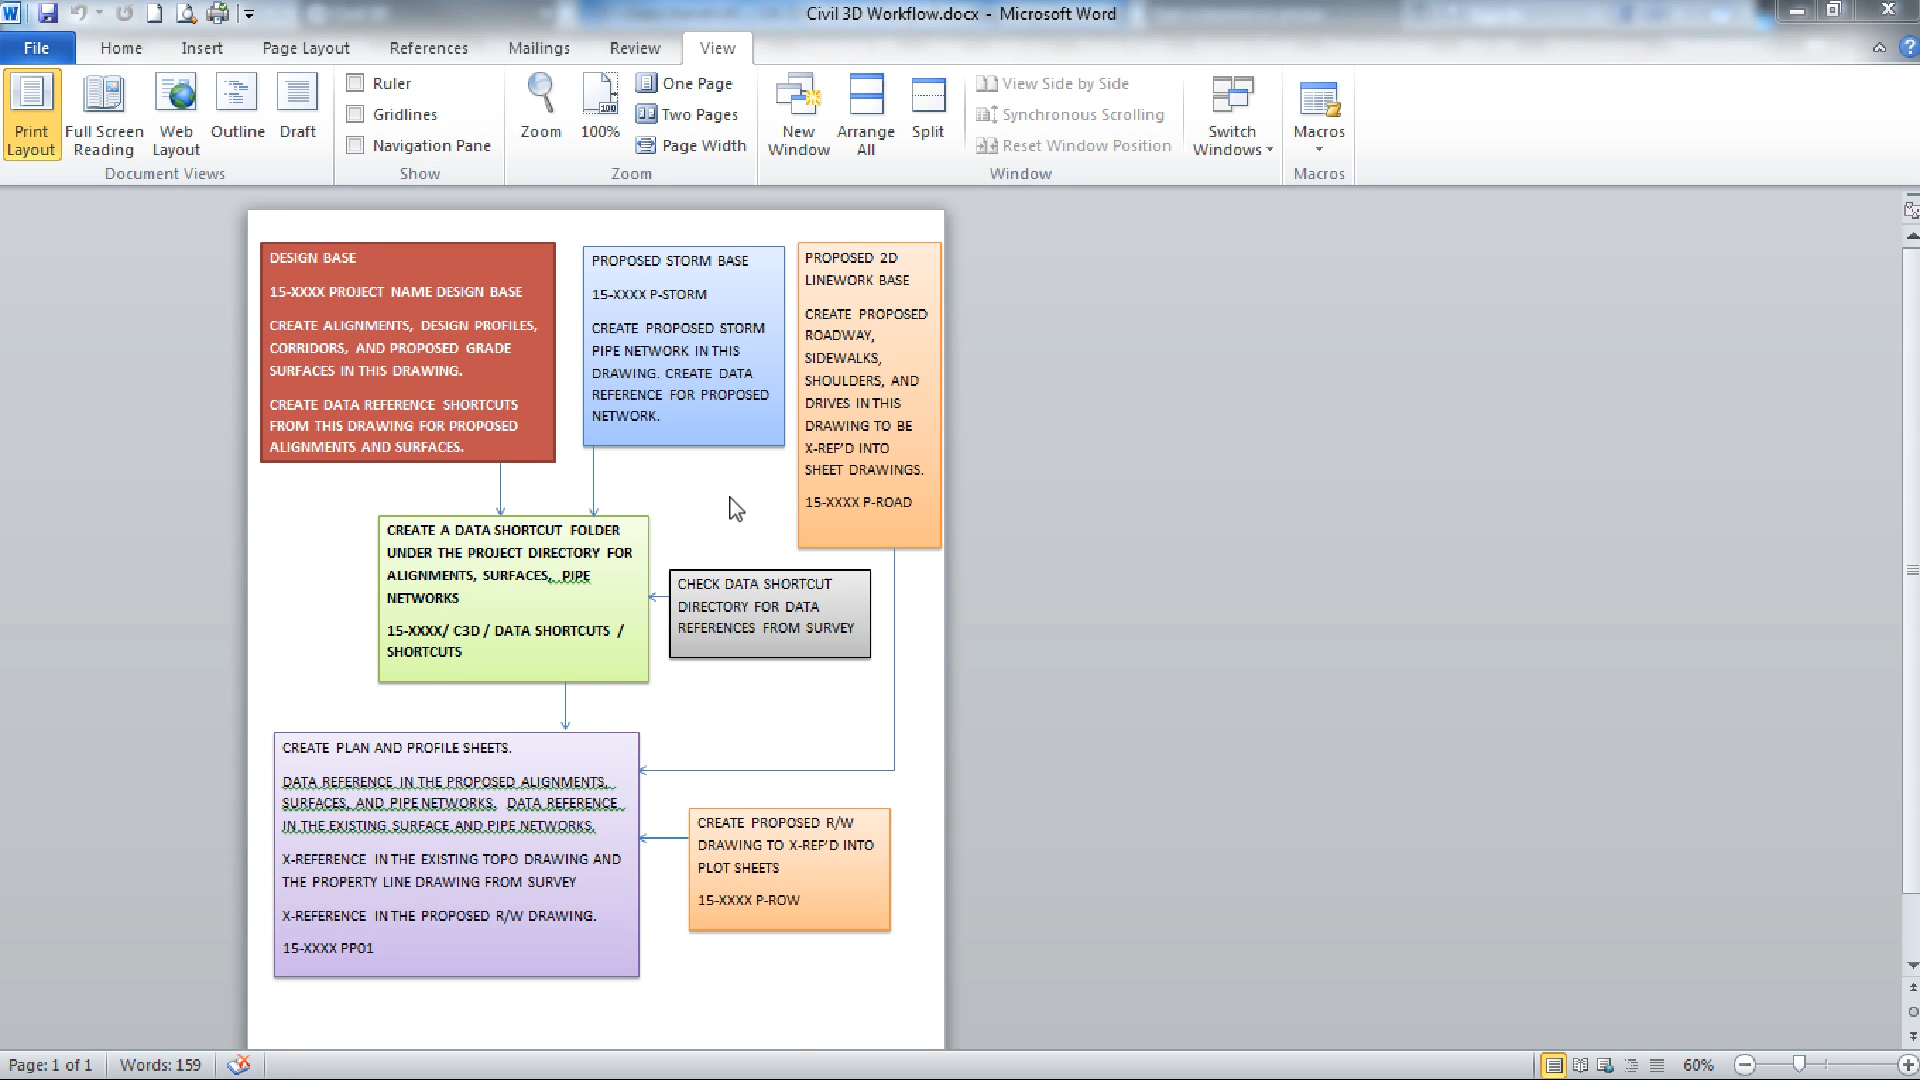 Civil 3D Workflow.docx - Microsoft Word
File Home Insert Page Layout References Mailings Review View
Print Layout
Full Screen Reading
Web Layout
Outline
Draft
Document Views
Ruler
Gridlines
Navigation Pane
Show
Zoom
100%
One Page
Two Pages
Page Width
Zoom
New Window
Arrange All
Split
View Side by Side
Synchronous Scrolling
Reset Window Position
Window
Switch Windows
Macros
Macros
DESIGN BASE
15-XXXX PROJECT NAME DESIGN BASE
CREATE ALIGNMENTS, DESIGN PROFILES,
CORRIDORS, AND PROPOSED GRADE
SURFACES IN THIS DRAWING.
CREATE DATA REFERENCE SHORTCUTS
FROM THIS DRAWING FOR PROPOSED
ALIGNMENTS AND SURFACES.
PROPOSED STORM BASE
15-XXXX P-STORM
CREATE PROPOSED STORM
PIPE NETWORK IN THIS
DRAWING. CREATE DATA
REFERENCE FOR PROPOSED
NETWORK.
PROPOSED 2D
LINEWORK BASE
CREATE PROPOSED
ROADWAY,
SIDEWALKS,
SHOULDERS, AND
DRIVES IN THIS
DRAWING TO BE
X-REF'D INTO
SHEET DRAWINGS.
15-XXXX P-ROAD
CREATE A DATA SHORTCUT FOLDER
UNDER THE PROJECT DIRECTORY FOR
ALIGNMENTS, SURFACES, PIPE
NETWORKS
15-XXXX/ C3D / DATA SHORTCUTS /
SHORTCUTS
CHECK DATA SHORTCUT
DIRECTORY FOR DATA
REFERENCES FROM SURVEY
CREATE PLAN AND PROFILE SHEETS.
DATA REFERENCE IN THE PROPOSED ALIGNMENTS,
SURFACES, AND PIPE NETWORKS. DATA REFERENCE
IN THE EXISTING SURFACE AND PIPE NETWORKS.
X-REFERENCE IN THE EXISTING TOPO DRAWING AND
THE PROPERTY LINE DRAWING FROM SURVEY
X-REFERENCE IN THE PROPOSED R/W DRAWING.
15-XXXX PP01
CREATE PROPOSED R/W
DRAWING TO X-REF'D INTO
PLOT SHEETS
15-XXXX P-ROW
Page: 1 of 1 Words: 159 60%